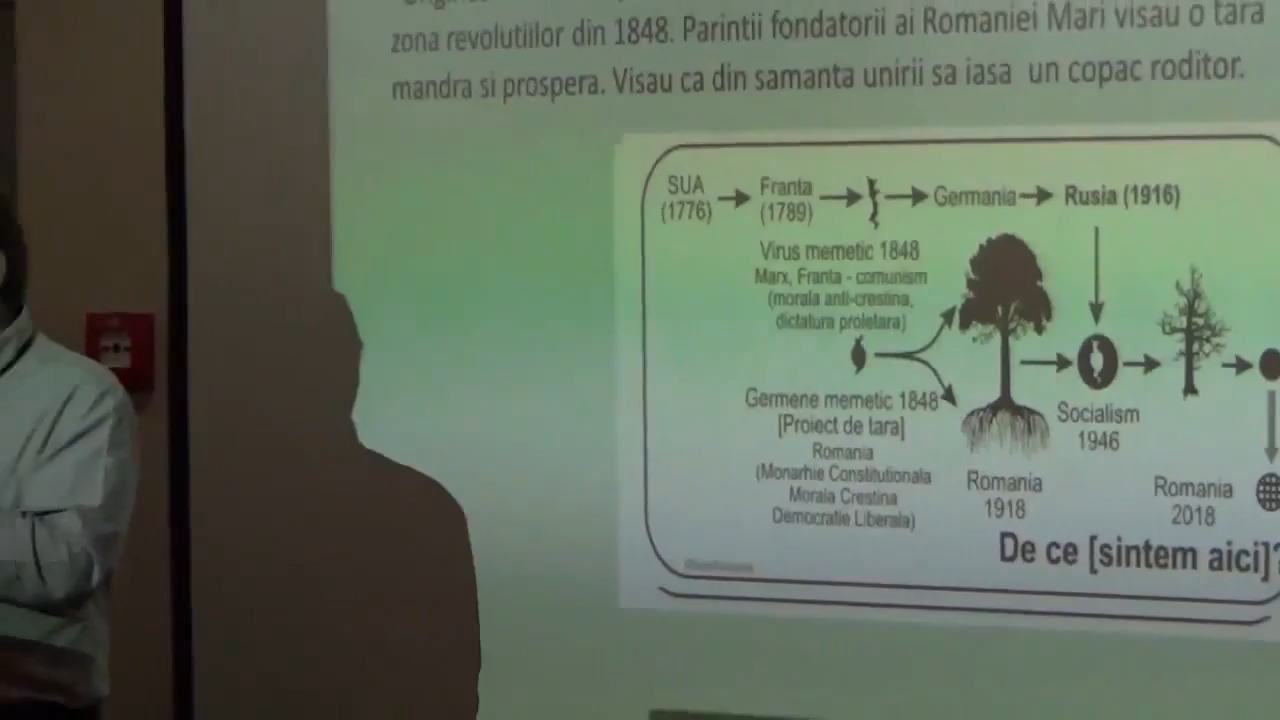 zona revolutiilor din 1848. Parintii fondatorii ai Romaniei Mari visau o tara
mandra si prospera. Visau ca din samanta unirii sa iasa un copac roditor.
SUA
(1776)
Franta
(1789)
Germania
Rusia (1916)
Virus memetic 1848
Marx, Franta - comunism
(morala anti-crestina,
dictatura proletara)
Germene memetic 1848
[Proiect de tara]
Romania
(Monarhie Constitutionala
Morala Crestina
Democratie Liberala)
Romania
1918
Socialism
1946
Romania
2018
De ce [sintem aici]?